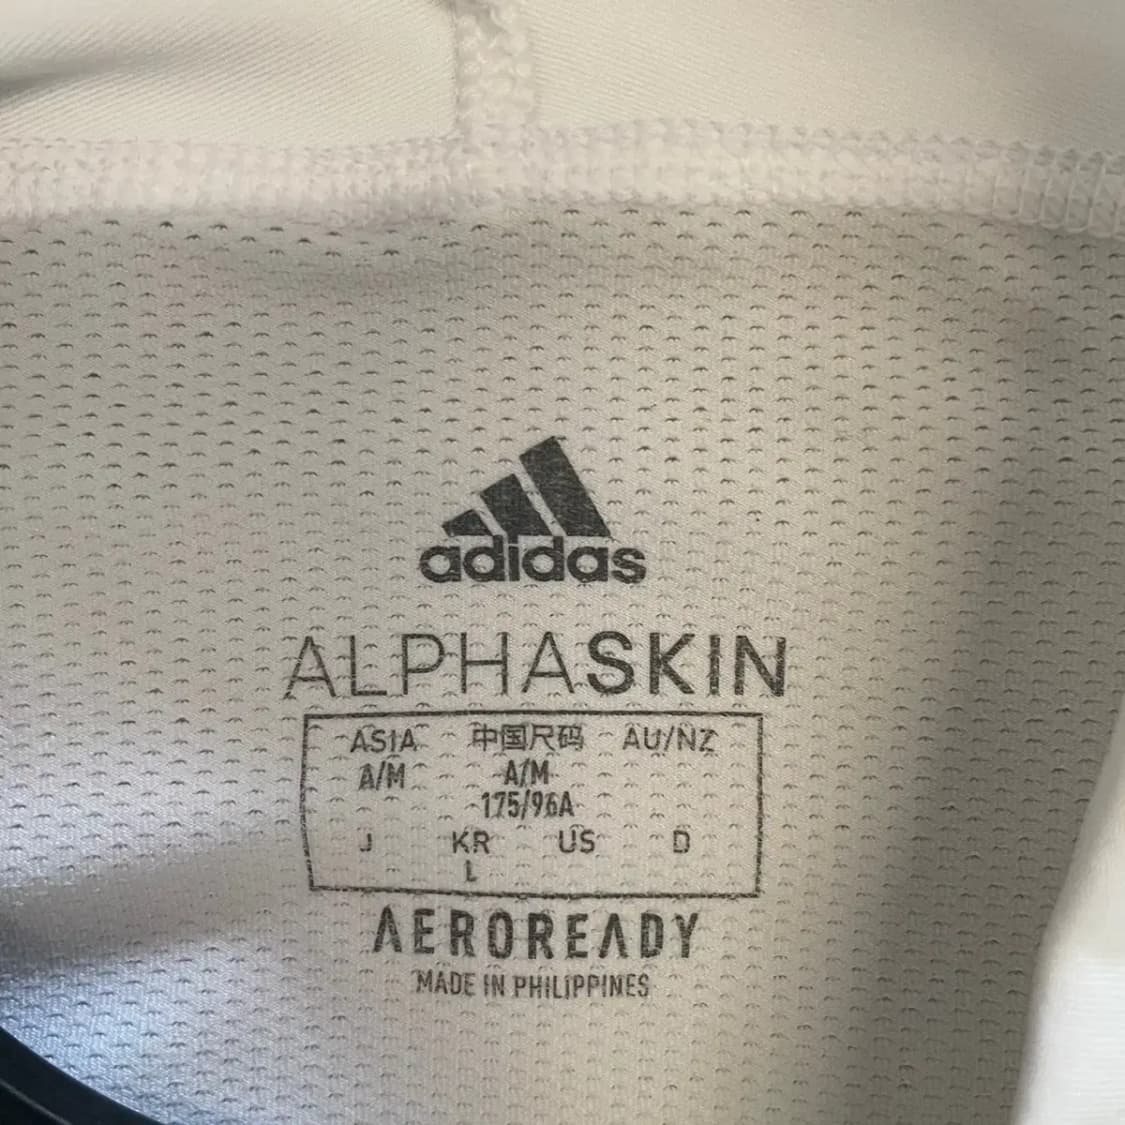 adidas
ALPHASKIN
ASIA 中国尺码 AU/NZ
A/M A/M
175/96A
J KR US D
L
AEROREADY
MADE IN PHILIPPINES